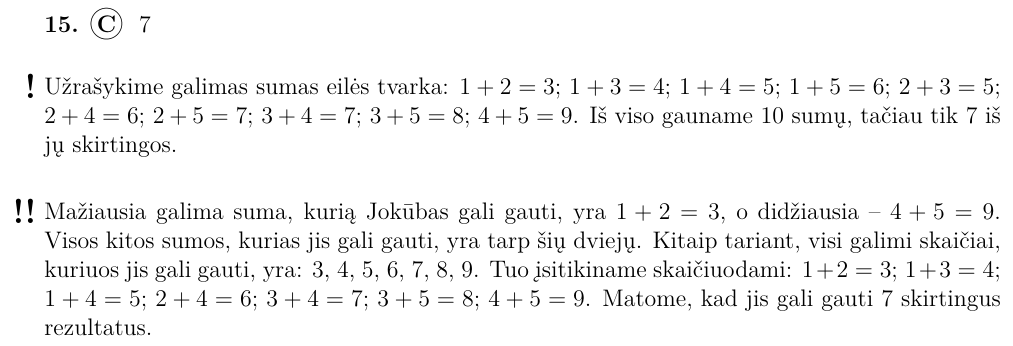 15. Ⓒ 7
! Užrašykime galimas sumas eilės tvarka: 1 + 2 = 3; 1 + 3 = 4; 1 + 4 = 5; 1 + 5 = 6; 2 + 3 = 5;
2 + 4 = 6; 2 + 5 = 7; 3 + 4 = 7; 3 + 5 = 8; 4 + 5 = 9. Iš viso gauname 10 sumų, tačiau tik 7 iš
jų skirtingos.
!! Mažiausia galima suma, kurią Jokūbas gali gauti, yra 1 + 2 = 3, o didžiausia – 4 + 5 = 9.
Visos kitos sumos, kurias jis gali gauti, yra tarp šių dviejų. Kitaip tariant, visi galimi skaičiai,
kuriuos jis gali gauti, yra: 3, 4, 5, 6, 7, 8, 9. Tuo įsitikiname skaičiuodami: 1+2 = 3; 1+3 = 4;
1 + 4 = 5; 2 + 4 = 6; 3 + 4 = 7; 3 + 5 = 8; 4 + 5 = 9. Matome, kad jis gali gauti 7 skirtingus
rezultatus.